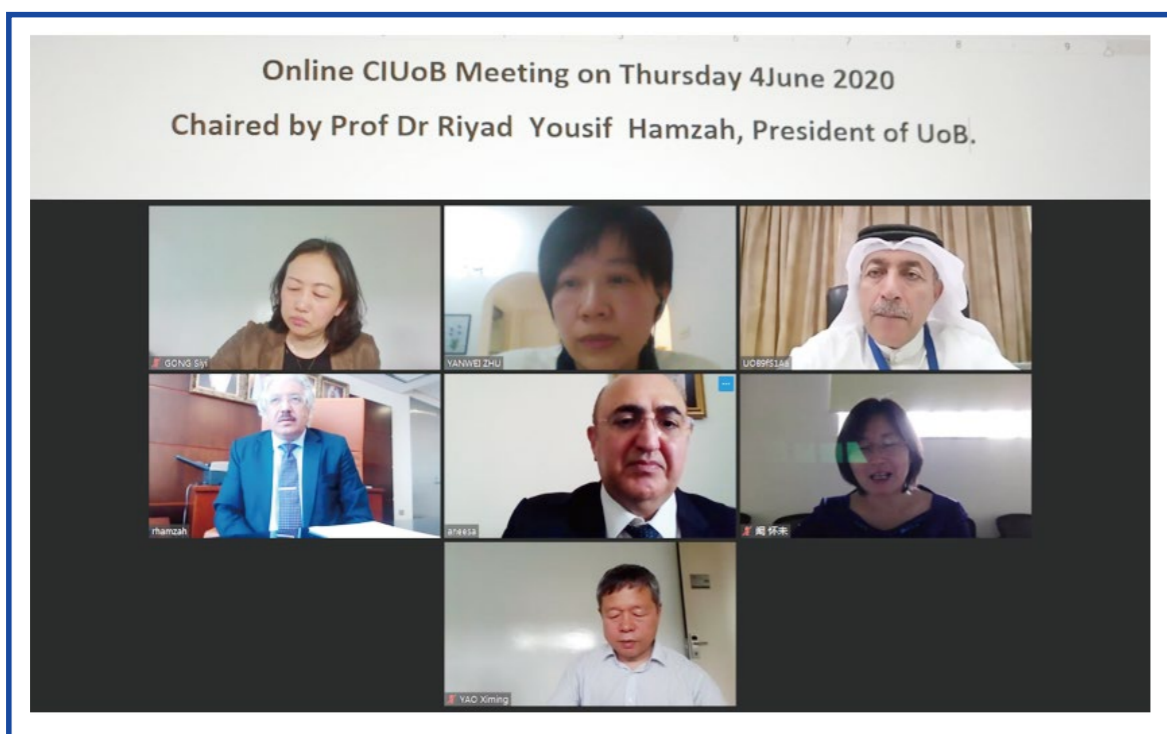 Online CIUoB Meeting on Thursday 4June 2020
Chaired by Prof Dr Riyad Yousif Hamzah, President of UoB.
GONG Siyi
YANWEI ZHU
rhamzah
aneesa
YAO Ximing